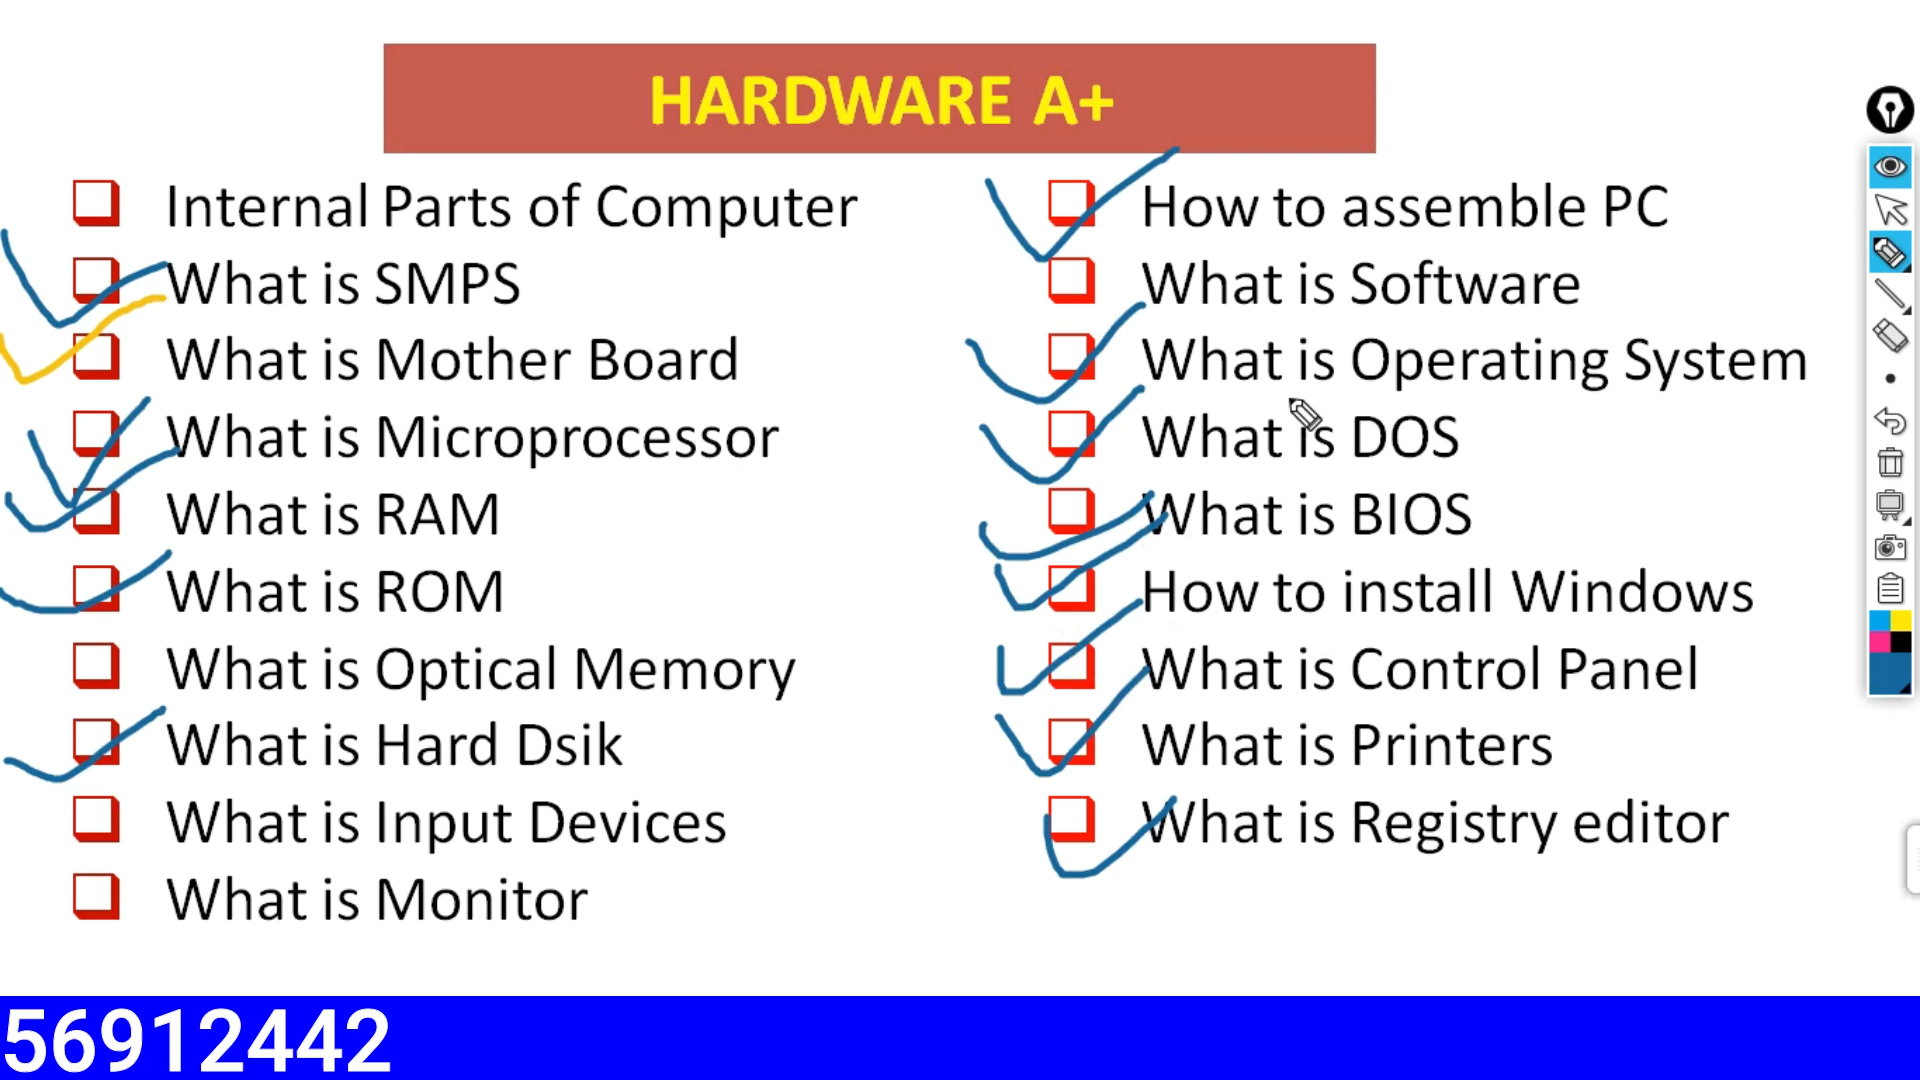 HARDWARE A+
Internal Parts of Computer
What is SMPS
What is Mother Board
What is Microprocessor
What is RAM
What is ROM
What is Optical Memory
What is Hard Dsik
What is Input Devices
What is Monitor
How to assemble PC
What is Software
What is Operating System
What is DOS
What is BIOS
How to install Windows
What is Control Panel
What is Printers
What is Registry editor
56912442